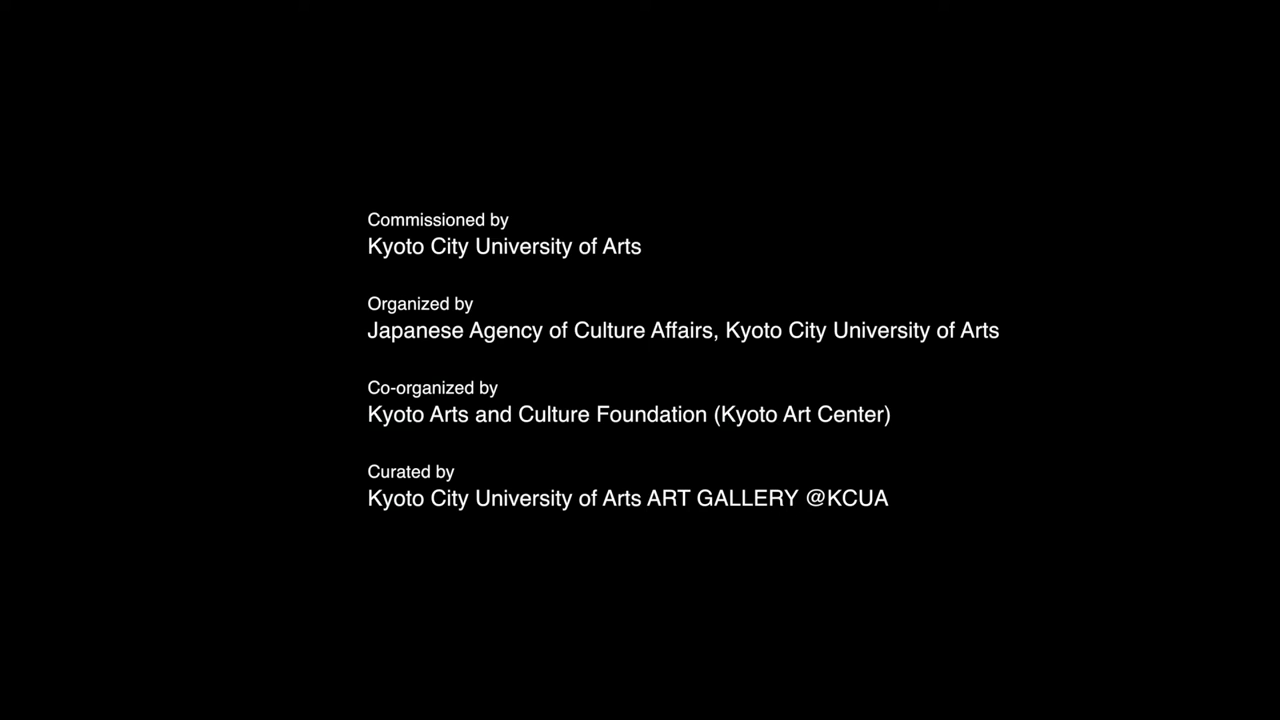 Commissioned by
Kyoto City University of Arts
Organized by
Japanese Agency of Culture Affairs, Kyoto City University of Arts
Co-organized by
Kyoto Arts and Culture Foundation (Kyoto Art Center)
Curated by
Kyoto City University of Arts ART GALLERY @KCUA